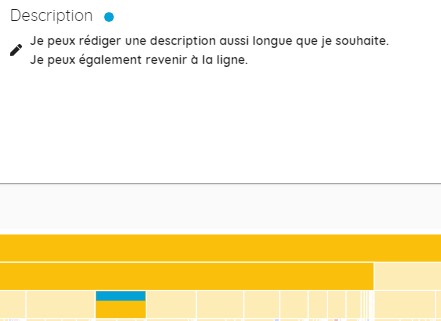 Description
Je peux rédiger une description aussi longue que je souhaite.
Je peux également revenir à la ligne.